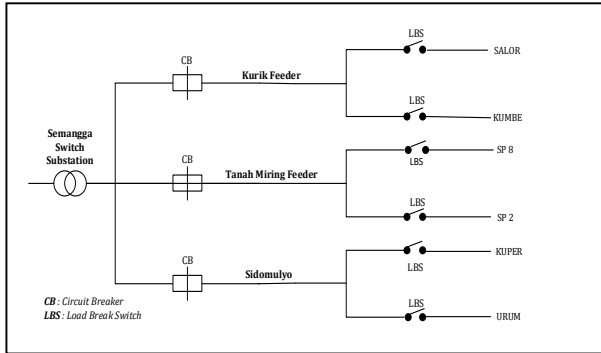 LBS
CB
SALOR
Kurik Feeder
LBS
KUMBE
Semangga
Switch
Substation
LBS
CB
SP 8
Tanah Miring Feeder
LBS
SP 2
CB
KUPER
Sidomulyo
LBS
LBS
URUM
CB : Circuit Breaker
LBS : Load Break Switch